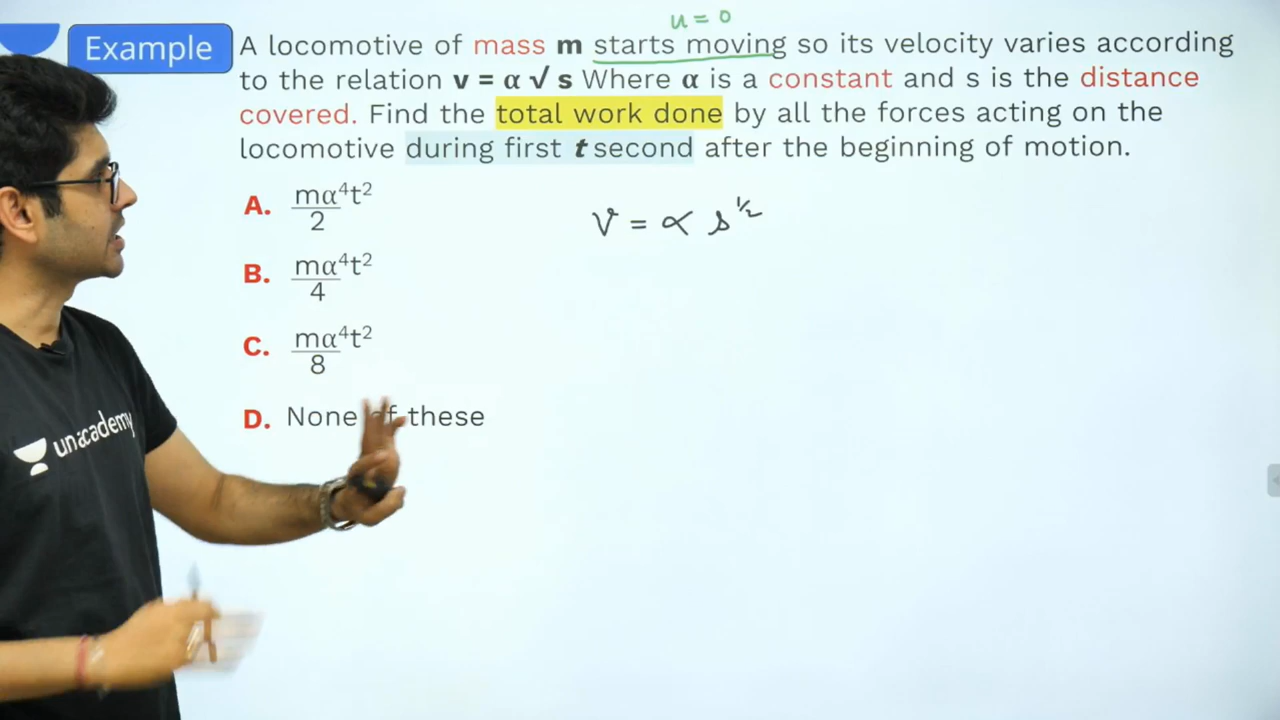 u = 0
Example
A locomotive of mass m starts moving so its velocity varies according
to the relation v = α √ s Where α is a constant and s is the distance
covered. Find the total work done by all the forces acting on the
locomotive during first t second after the beginning of motion.
A. mα⁴t²/2
v = α s^½
B. mα⁴t²/4
C. mα⁴t²/8
D. None of these
unacademy